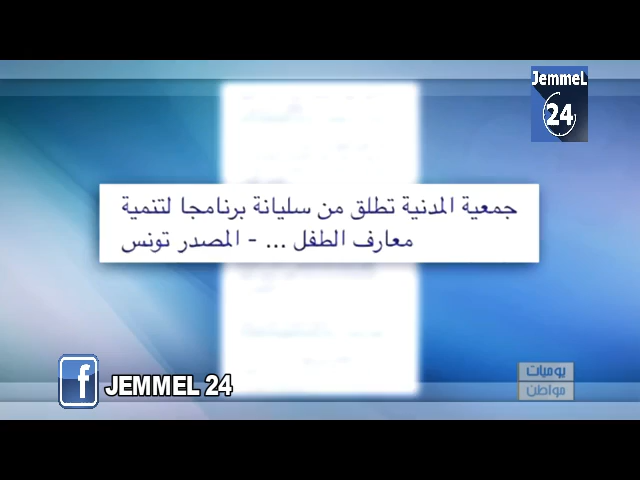 JemmeL
24
جمعية المدنية تطلق من سليانة برنامجا لتنمية
معارف الطفل ... - المصدر تونس
f JEMMEL 24
يوميات
مواطن